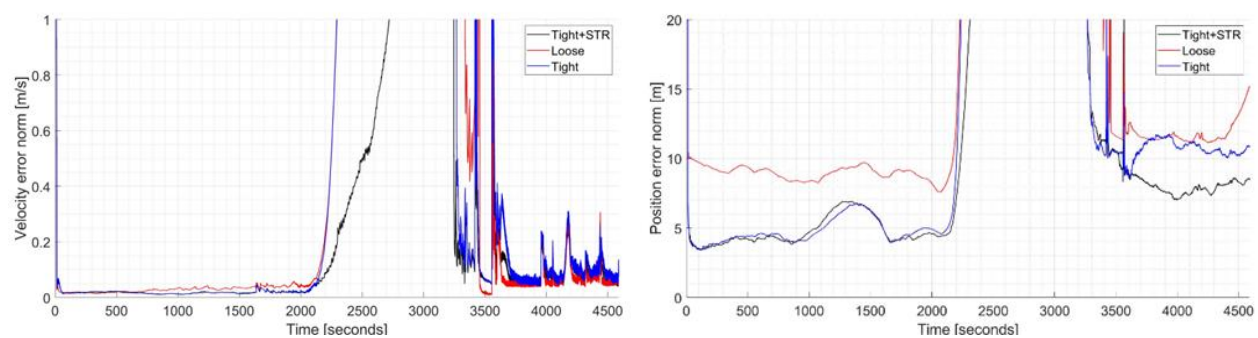 Velocity error norm [m/s]
1
0.8
0.6
0.4
0.2
0
0 500 1000 1500 2000 2500 3000 3500 4000 4500
Time [seconds]
Tight+STR
Loose
Tight
Position error norm [m]
20
15
10
5
0
0 500 1000 1500 2000 2500 3000 3500 4000 4500
Time [seconds]
Tight+STR
Loose
Tight